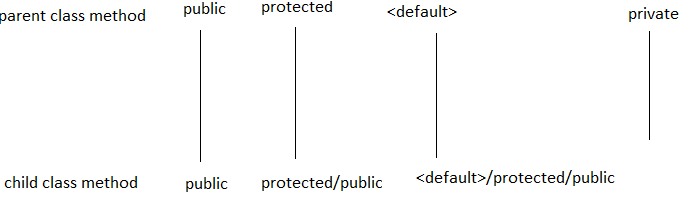 parent class method public protected <default> private
child class method public protected/public <default>/protected/public